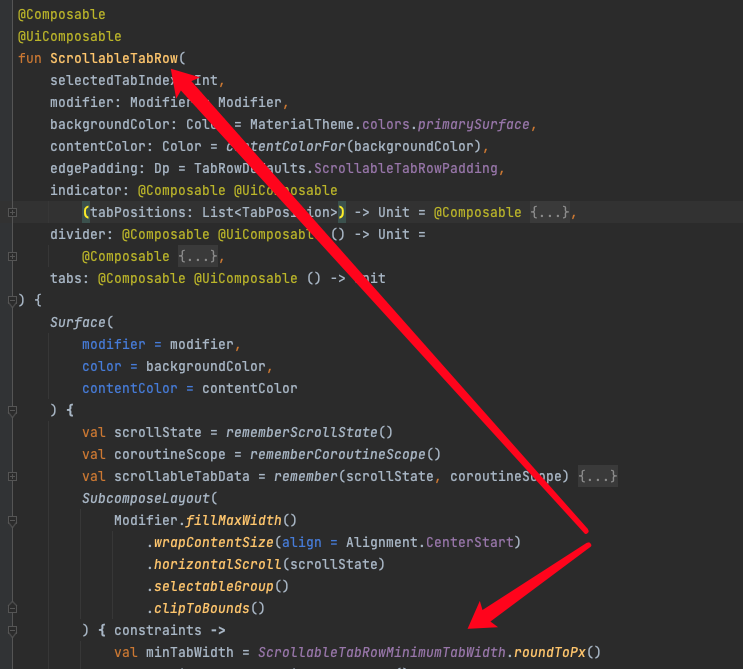 @Composable
@UiComposable
fun ScrollableTabRow(
selectedTabIndex Int,
modifier: Modifier Modifier,
backgroundColor: Color = MaterialTheme.colors.primarySurface,
contentColor: Color = contentColorFor(backgroundColor),
edgePadding: Dp = TabRowDefaults.ScrollableTabRowPadding,
indicator: @Composable @UiComposable
(tabPositions: List<TabPosition>) -> Unit = @Composable {...},
divider: @Composable @UiComposable () -> Unit =
@Composable {...},
tabs: @Composable @UiComposable () -> Unit
) {
Surface(
modifier = modifier,
color = backgroundColor,
contentColor = contentColor
) {
val scrollState = rememberScrollState()
val coroutineScope = rememberCoroutineScope()
val scrollableTabData = remember(scrollState, coroutineScope) {...}
SubcomposeLayout(
Modifier.fillMaxWidth()
.wrapContentSize(align = Alignment.CenterStart)
.horizontalScroll(scrollState)
.selectableGroup()
.clipToBounds()
) { constraints ->
val minTabWidth = ScrollableTabRowMinimumTabWidth.roundToPx()